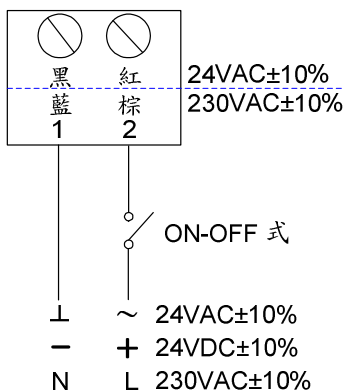 黑 紅 24VAC±10%
藍 棕 230VAC±10%
1 2
ON-OFF 式
⊥ ~ 24VAC±10%
− + 24VDC±10%
N L 230VAC±10%